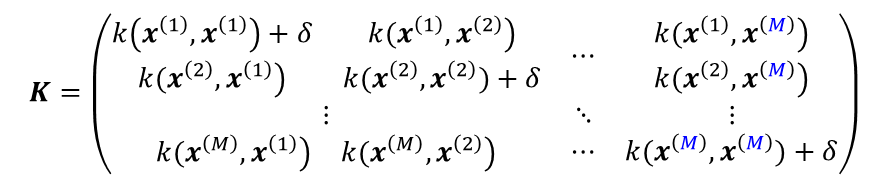 k(x⁽¹⁾, x⁽¹⁾) + δ k(x⁽¹⁾, x⁽²⁾) ⋯ k(x⁽¹⁾, x⁽ᴹ⁾)
K = k(x⁽²⁾, x⁽¹⁾) k(x⁽²⁾, x⁽²⁾) + δ k(x⁽²⁾, x⁽ᴹ⁾)
⋮ ⋱ ⋮
k(x⁽ᴹ⁾, x⁽¹⁾) k(x⁽ᴹ⁾, x⁽²⁾) ⋯ k(x⁽ᴹ⁾, x⁽ᴹ⁾) + δ